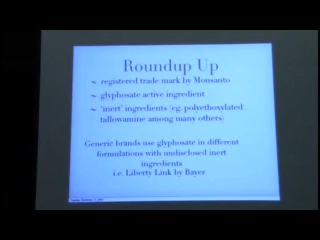 Roundup Up
~ registered trade mark by Monsanto
~ glyphosate active ingredient
~ 'inert' ingredients (eg. polyethoxylated
tallowamine among many others)
Generic brands use glyphosate in different
formulations with undisclosed inert
ingredients
i.e. Liberty Link by Bayer